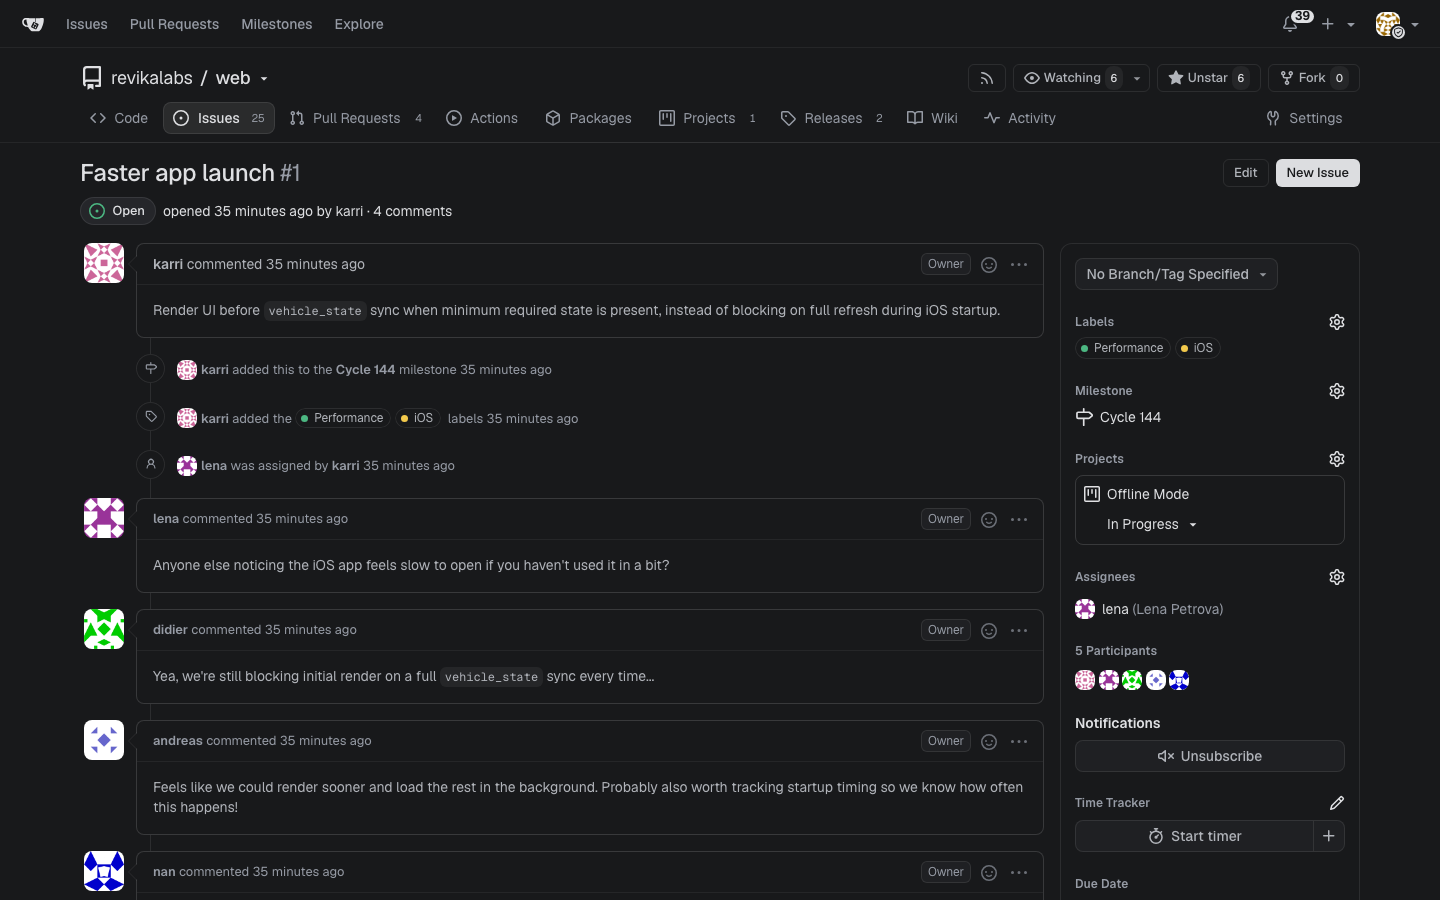 Issues
Pull Requests
Milestones
Explore
39
revikalabs / web
Watching 6
Unstar 6
Fork 0
Code
Issues 25
Pull Requests 4
Actions
Packages
Projects 1
Releases 2
Wiki
Activity
Settings
Faster app launch #1
Edit
New Issue
Open
opened 35 minutes ago by karri · 4 comments
karri commented 35 minutes ago
Owner
Render UI before vehicle_state sync when minimum required state is present, instead of blocking on full refresh during iOS startup.
karri added this to the Cycle 144 milestone 35 minutes ago
karri added the Performance iOS labels 35 minutes ago
lena was assigned by karri 35 minutes ago
lena commented 35 minutes ago
Owner
Anyone else noticing the iOS app feels slow to open if you haven't used it in a bit?
didier commented 35 minutes ago
Owner
Yea, we're still blocking initial render on a full vehicle_state sync every time...
andreas commented 35 minutes ago
Owner
Feels like we could render sooner and load the rest in the background. Probably also worth tracking startup timing so we know how often
this happens!
nan commented 35 minutes ago
Owner
No Branch/Tag Specified
Labels
Performance
iOS
Milestone
Cycle 144
Projects
Offline Mode
In Progress
Assignees
lena (Lena Petrova)
5 Participants
Notifications
Unsubscribe
Time Tracker
Start timer
Due Date